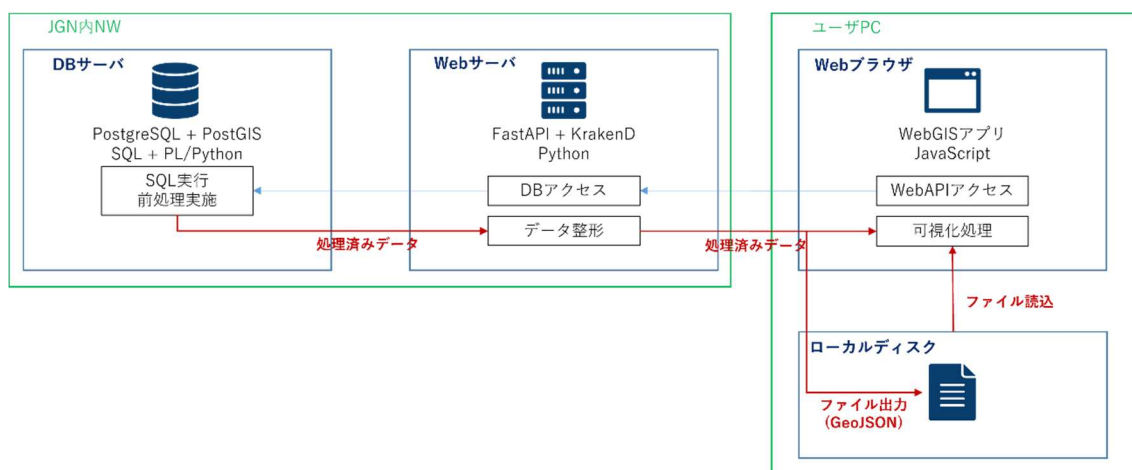 JGN内NW
DBサーバ
PostgreSQL + PostGIS
SQL + PL/Python
SQL実行
前処理実施
処理済みデータ
Webサーバ
FastAPI + KrakenD
Python
DBアクセス
データ整形
処理済みデータ
ユーザPC
Webブラウザ
WebGISアプリ
JavaScript
WebAPIアクセス
可視化処理
ファイル読込
ローカルディスク
ファイル出力
(GeoJSON)